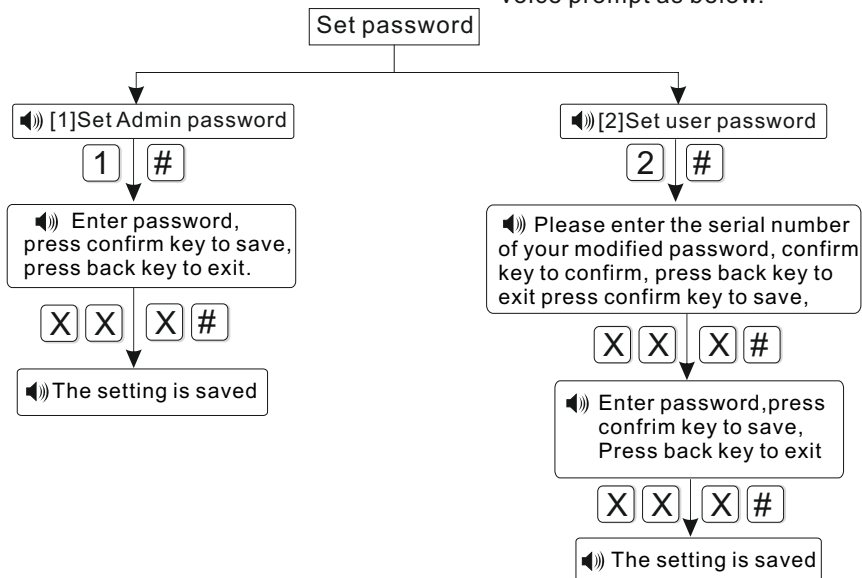 voice prompt as below.
Set password
[1]Set Admin password
1 #
Enter password,
press confirm key to save,
press back key to exit.
X X X #
The setting is saved
[2]Set user password
2 #
Please enter the serial number
of your modified password, confirm
key to confirm, press back key to
exit press confirm key to save,
X X X #
Enter password,press
confrim key to save,
Press back key to exit
X X X #
The setting is saved